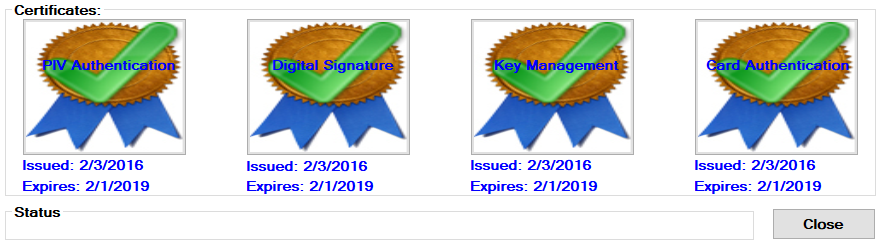 Certificates:
PIV Authentication
Digital Signature
Key Management
Card Authentication
Issued: 2/3/2016
Issued: 2/3/2016
Issued: 2/3/2016
Issued: 2/3/2016
Expires: 2/1/2019
Expires: 2/1/2019
Expires: 2/1/2019
Expires: 2/1/2019
Status
Close